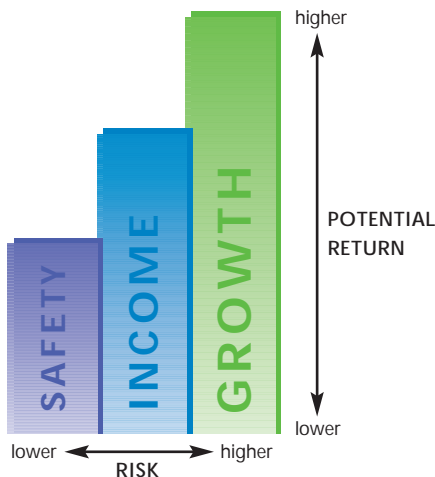 higher
SAFETY
INCOME
GROWTH
POTENTIAL
RETURN
lower
lower
higher
RISK